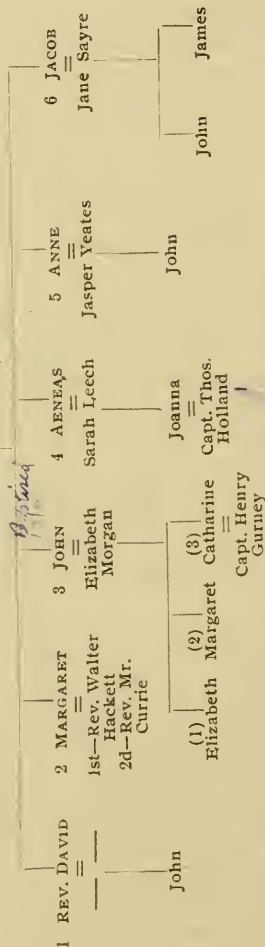 Baptised
1 REV. DAVID
=
John
2 MARGARET
=
1st—Rev. Walter
Hackett
2d—Rev. Mr.
Currie
3 JOHN
=
Elizabeth
Morgan
(1)
Elizabeth
(2)
Margaret
(3)
Catharine
=
Capt. Henry
Gurney
4 AENEAS
=
Sarah Leech
Joanna
=
Capt. Thos.
Holland
5 ANNE
=
Jasper Yeates
John
6 JACOB
=
Jane Sayre
John
James